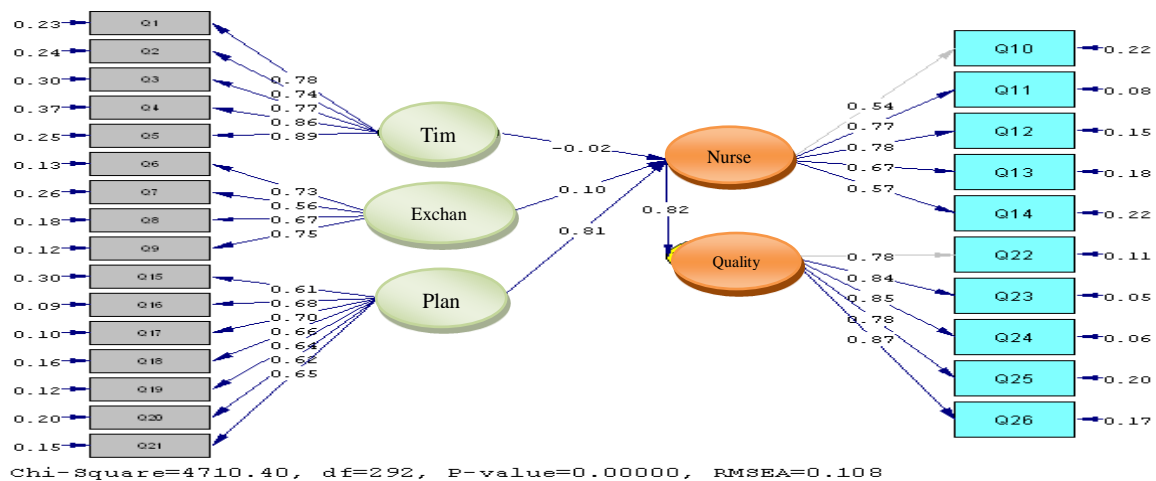 0.23 Q1
0.24 Q2
0.30 Q3
0.37 Q4
0.25 Q5
0.13 Q6
0.26 Q7
0.18 Q8
0.12 Q9
0.30 Q15
0.09 Q16
0.10 Q17
0.16 Q18
0.12 Q19
0.20 Q20
0.15 Q21
0.78
0.74
0.77
0.86
0.89
0.73
0.56
0.67
0.75
0.61
0.68
0.70
0.66
0.64
0.62
0.65
Tim
Exchan
Plan
-0.02
0.10
0.81
Nurse
0.82
Quality
0.54
0.77
0.78
0.67
0.57
0.78
0.84
0.85
0.78
0.87
Q10 0.22
Q11 0.08
Q12 0.15
Q13 0.18
Q14 0.22
Q22 0.11
Q23 0.05
Q24 0.06
Q25 0.20
Q26 0.17
Chi-Square=4710.40, df=292, P-value=0.00000, RMSEA=0.108